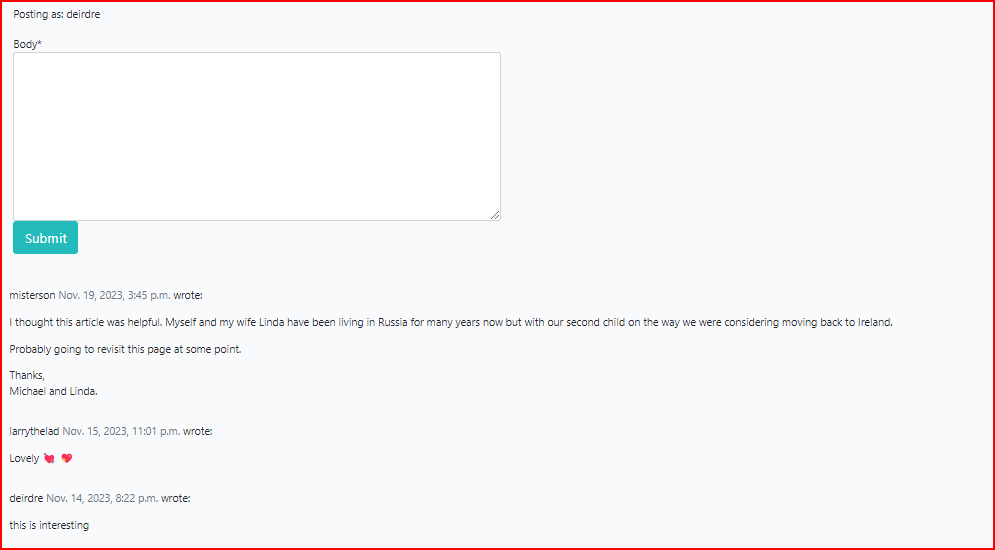 Posting as: deirdre
Body*
Submit
misterson Nov. 19, 2023, 3:45 p.m. wrote:
I thought this article was helpful. Myself and my wife Linda have been living in Russia for many years now but with our second child on the way we were considering moving back to Ireland.
Probably going to revisit this page at some point.
Thanks,
Michael and Linda.
larrythelad Nov. 15, 2023, 11:01 p.m. wrote:
Lovely 💘 💖
deirdre Nov. 14, 2023, 8:22 p.m. wrote:
this is interesting